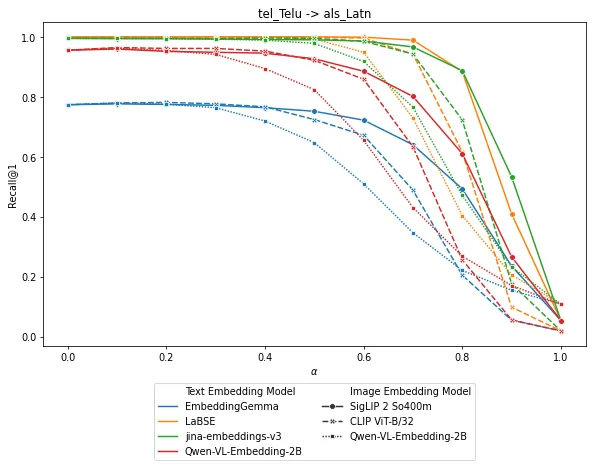 tel_Telu -> als_Latn
Recall@1
1.0
0.8
0.6
0.4
0.2
0.0
0.0 0.2 0.4 0.6 0.8 1.0
α
Text Embedding Model
EmbeddingGemma
LaBSE
jina-embeddings-v3
Qwen-VL-Embedding-2B
Image Embedding Model
SigLIP 2 So400m
CLIP ViT-B/32
Qwen-VL-Embedding-2B